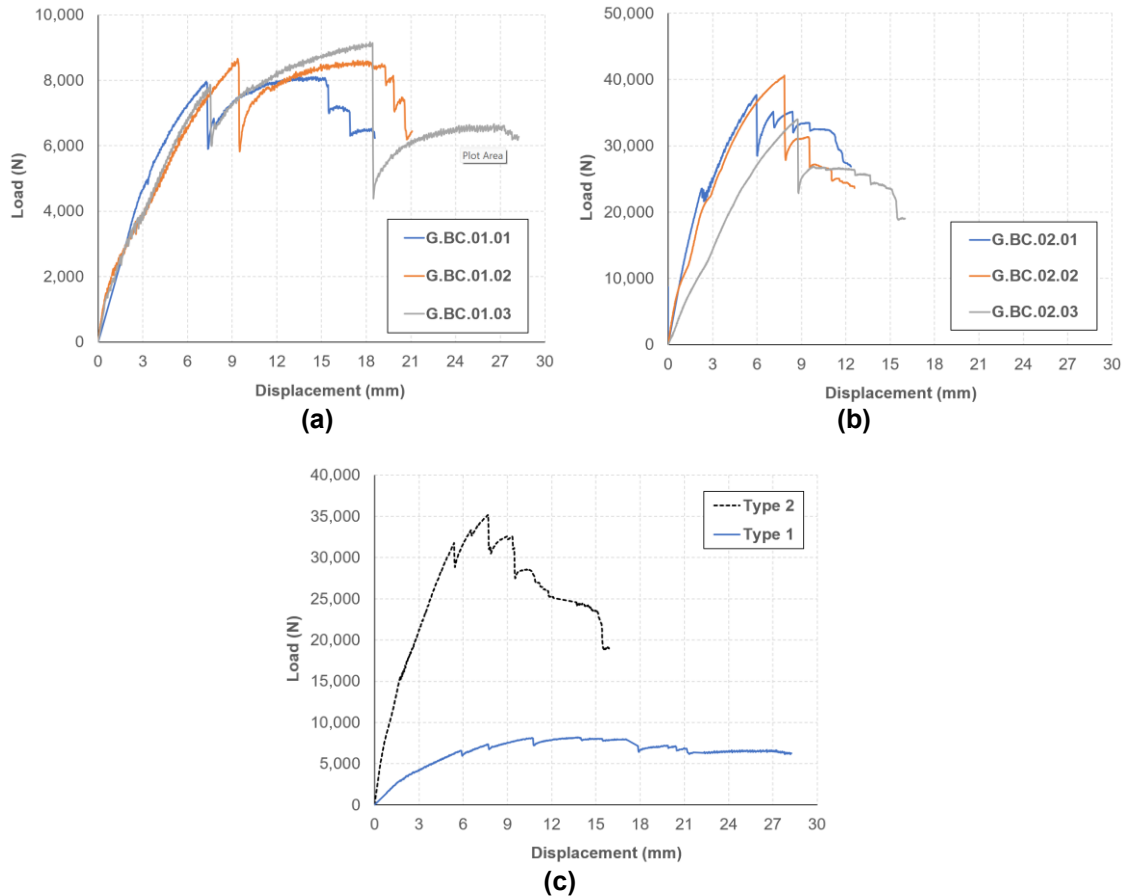 10,000
8,000
6,000
4,000
2,000
0
Load (N)
Plot Area
G.BC.01.01
G.BC.01.02
G.BC.01.03
0 3 6 9 12 15 18 21 24 27 30
Displacement (mm)
(a)
50,000
40,000
30,000
20,000
10,000
0
Load (N)
G.BC.02.01
G.BC.02.02
G.BC.02.03
0 3 6 9 12 15 18 21 24 27 30
Displacement (mm)
(b)
40,000
35,000
30,000
25,000
20,000
15,000
10,000
5,000
0
Load (N)
Type 2
Type 1
0 3 6 9 12 15 18 21 24 27 30
Displacement (mm)
(c)